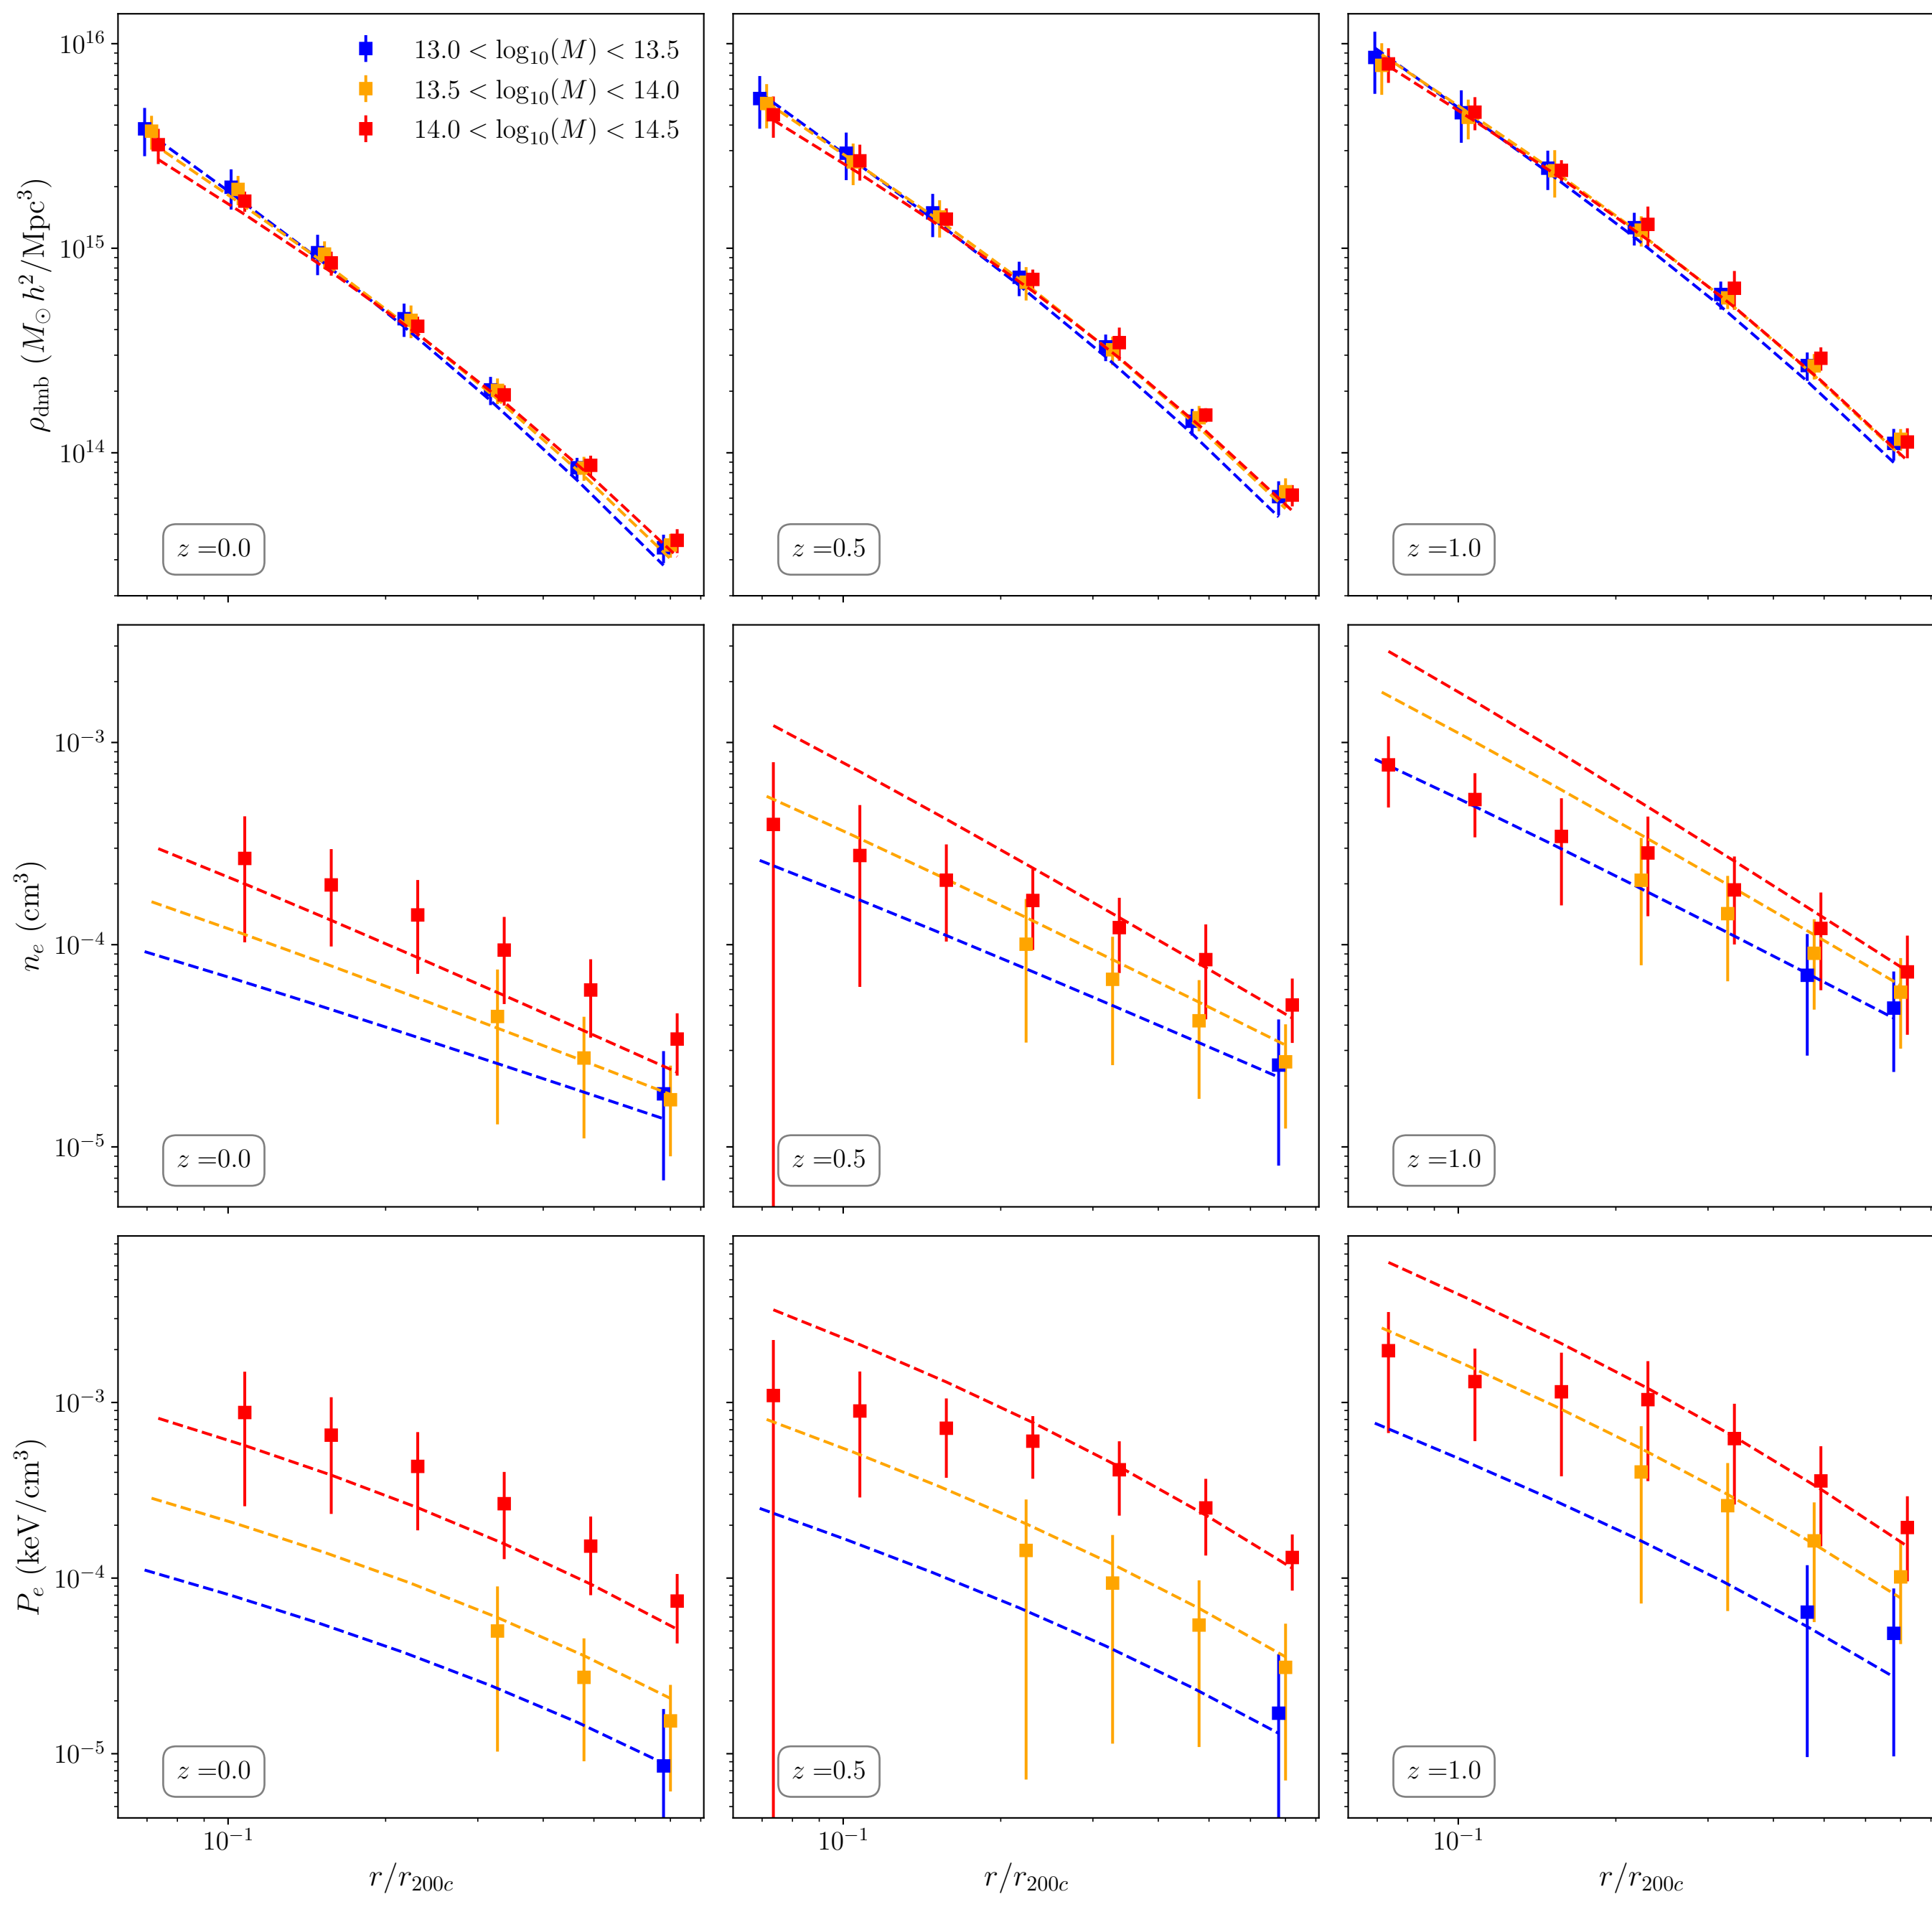 10^16
10^15
10^14
ρ_dmb (M_⊙ h^2/Mpc^3)
13.0 < log_10(M) < 13.5
13.5 < log_10(M) < 14.0
14.0 < log_10(M) < 14.5
z =0.0
z =0.5
z =1.0
10^−3
10^−4
10^−5
n_e (cm^3)
z =0.0
z =0.5
z =1.0
10^−3
10^−4
10^−5
P_e (keV/cm^3)
z =0.0
z =0.5
z =1.0
10^−1
10^−1
10^−1
r/r_200c
r/r_200c
r/r_200c